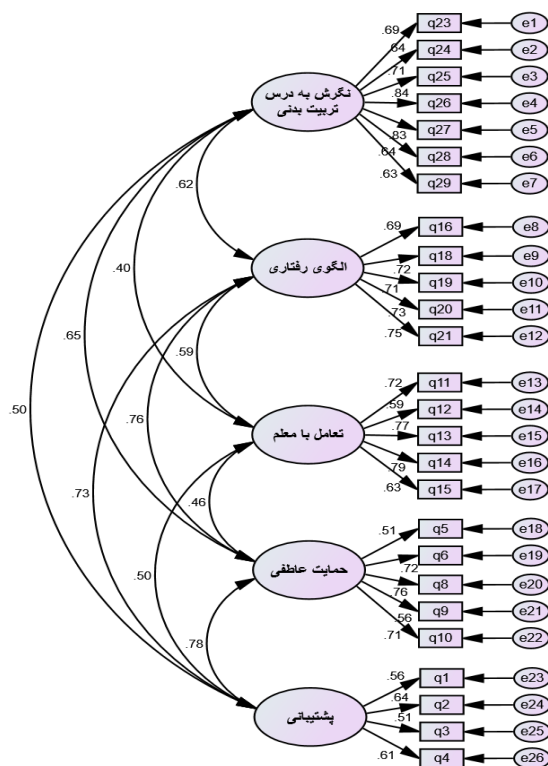 .69
q23
e1
.64
q24
e2
.71
q25
e3
.84
q26
e4
q27
e5
.83
q28
e6
.64
q29
e7
.63
نگرش به درس
تربیت بدنی
.62
.69
q16
e8
q18
e9
.72
q19
e10
.71
q20
e11
.73
q21
e12
.75
الگوی رفتاری
.40
.59
.65
.72
q11
e13
.59
q12
e14
.77
q13
e15
q14
e16
.79
q15
e17
.63
تعامل با معلم
.50
.76
.46
.73
.51
q5
e18
q6
e19
.72
q8
e20
.76
q9
e21
.56
q10
e22
.71
حمایت عاطفی
.50
.78
.56
q1
e23
.64
q2
e24
.51
q3
e25
.61
q4
e26
پشتیبانی